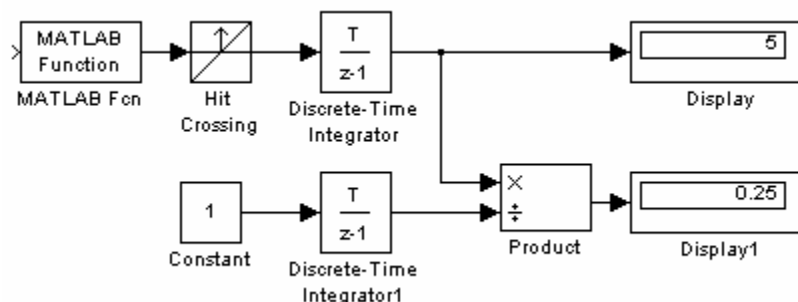 MATLAB
Function
MATLAB Fcn
Hit
Crossing
T
z-1
Discrete-Time
Integrator
5
Display
1
Constant
T
z-1
Discrete-Time
Integrator1
×
÷
Product
0.25
Display1